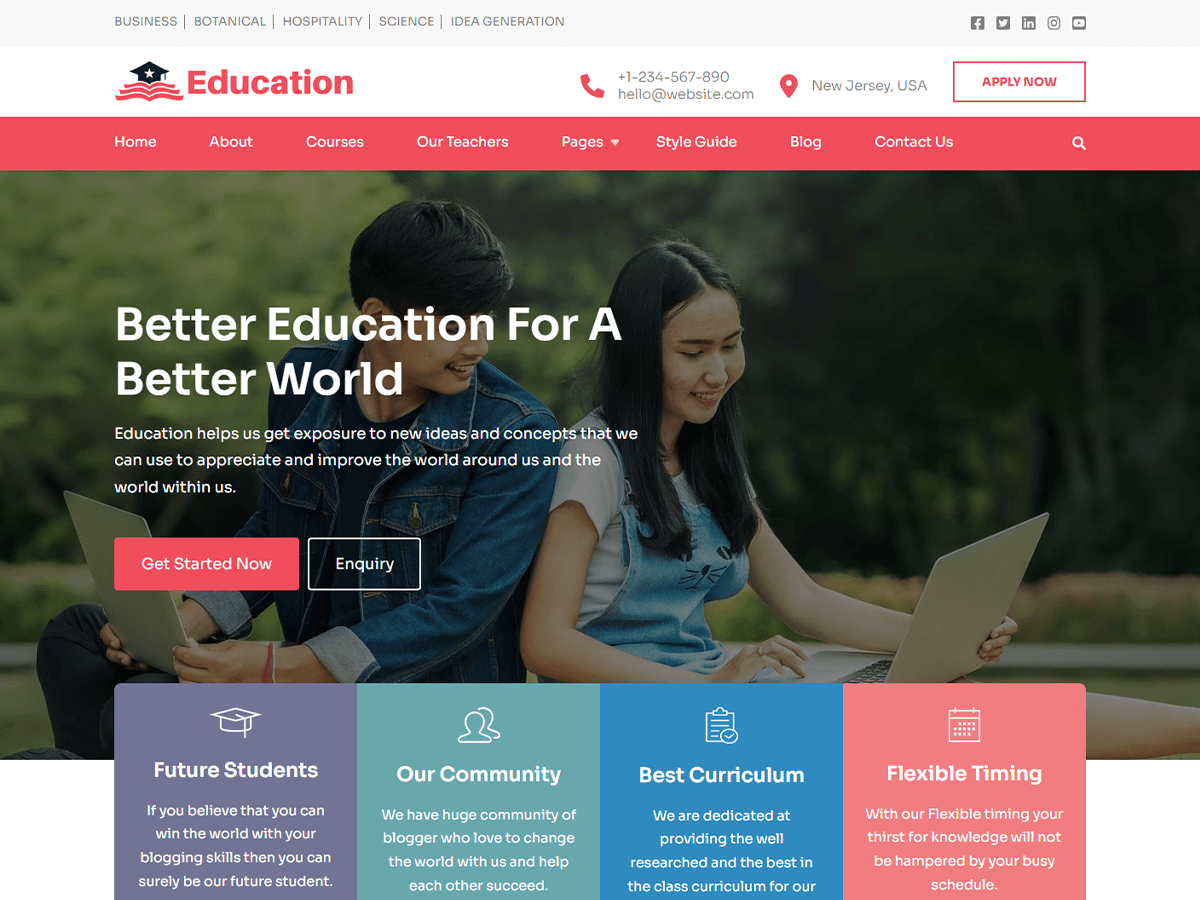 BUSINESS | BOTANICAL | HOSPITALITY | SCIENCE | IDEA GENERATION
Education
+1-234-567-890
hello@website.com
New Jersey, USA
APPLY NOW
Home About Courses Our Teachers Pages Style Guide Blog Contact Us
Better Education For A
Better World
Education helps us get exposure to new ideas and concepts that we
can use to appreciate and improve the world around us and the
world within us.
Get Started Now
Enquiry
Future Students
If you believe that you can
win the world with your
blogging skills then you can
surely be our future student.
Our Community
We have huge community of
blogger who love to change
the world with us and help
each other succeed.
Best Curriculum
We are dedicated at
providing the well
researched and the best in
the class curriculum for our
Flexible Timing
With our Flexible timing your
thirst for knowledge will not
be hampered by your busy
schedule.